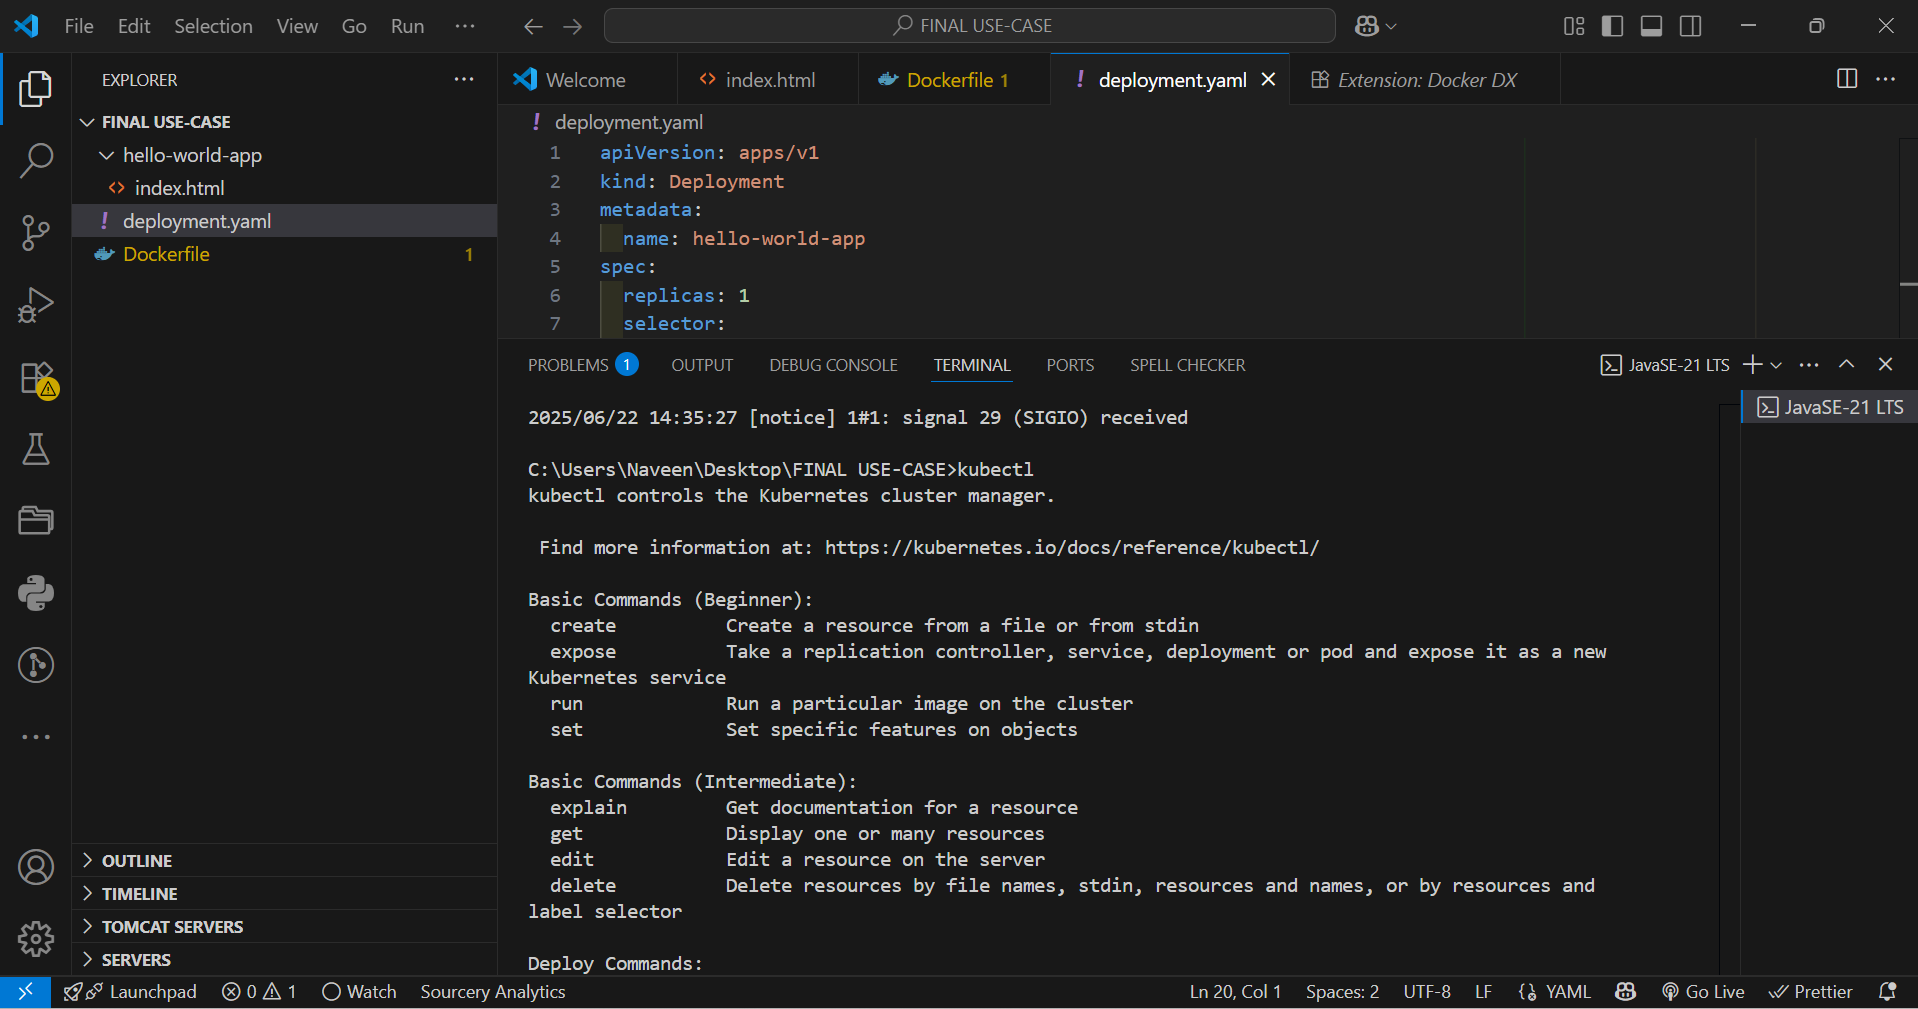 File Edit Selection View Go Run ···
FINAL USE-CASE
EXPLORER
FINAL USE-CASE
hello-world-app
index.html
deployment.yaml
Dockerfile 1
OUTLINE
TIMELINE
TOMCAT SERVERS
SERVERS
Welcome index.html Dockerfile 1 deployment.yaml Extension: Docker DX
! deployment.yaml
1 apiVersion: apps/v1
2 kind: Deployment
3 metadata:
4 name: hello-world-app
5 spec:
6 replicas: 1
7 selector:
PROBLEMS 1 OUTPUT DEBUG CONSOLE TERMINAL PORTS SPELL CHECKER JavaSE-21 LTS
JavaSE-21 LTS
2025/06/22 14:35:27 [notice] 1#1: signal 29 (SIGIO) received
C:\Users\Naveen\Desktop\FINAL USE-CASE>kubectl
kubectl controls the Kubernetes cluster manager.
Find more information at: https://kubernetes.io/docs/reference/kubectl/
Basic Commands (Beginner):
create Create a resource from a file or from stdin
expose Take a replication controller, service, deployment or pod and expose it as a new
Kubernetes service
run Run a particular image on the cluster
set Set specific features on objects
Basic Commands (Intermediate):
explain Get documentation for a resource
get Display one or many resources
edit Edit a resource on the server
delete Delete resources by file names, stdin, resources and names, or by resources and
label selector
Deploy Commands:
Launchpad 0 1 Watch Sourcery Analytics Ln 20, Col 1 Spaces: 2 UTF-8 LF YAML Go Live Prettier